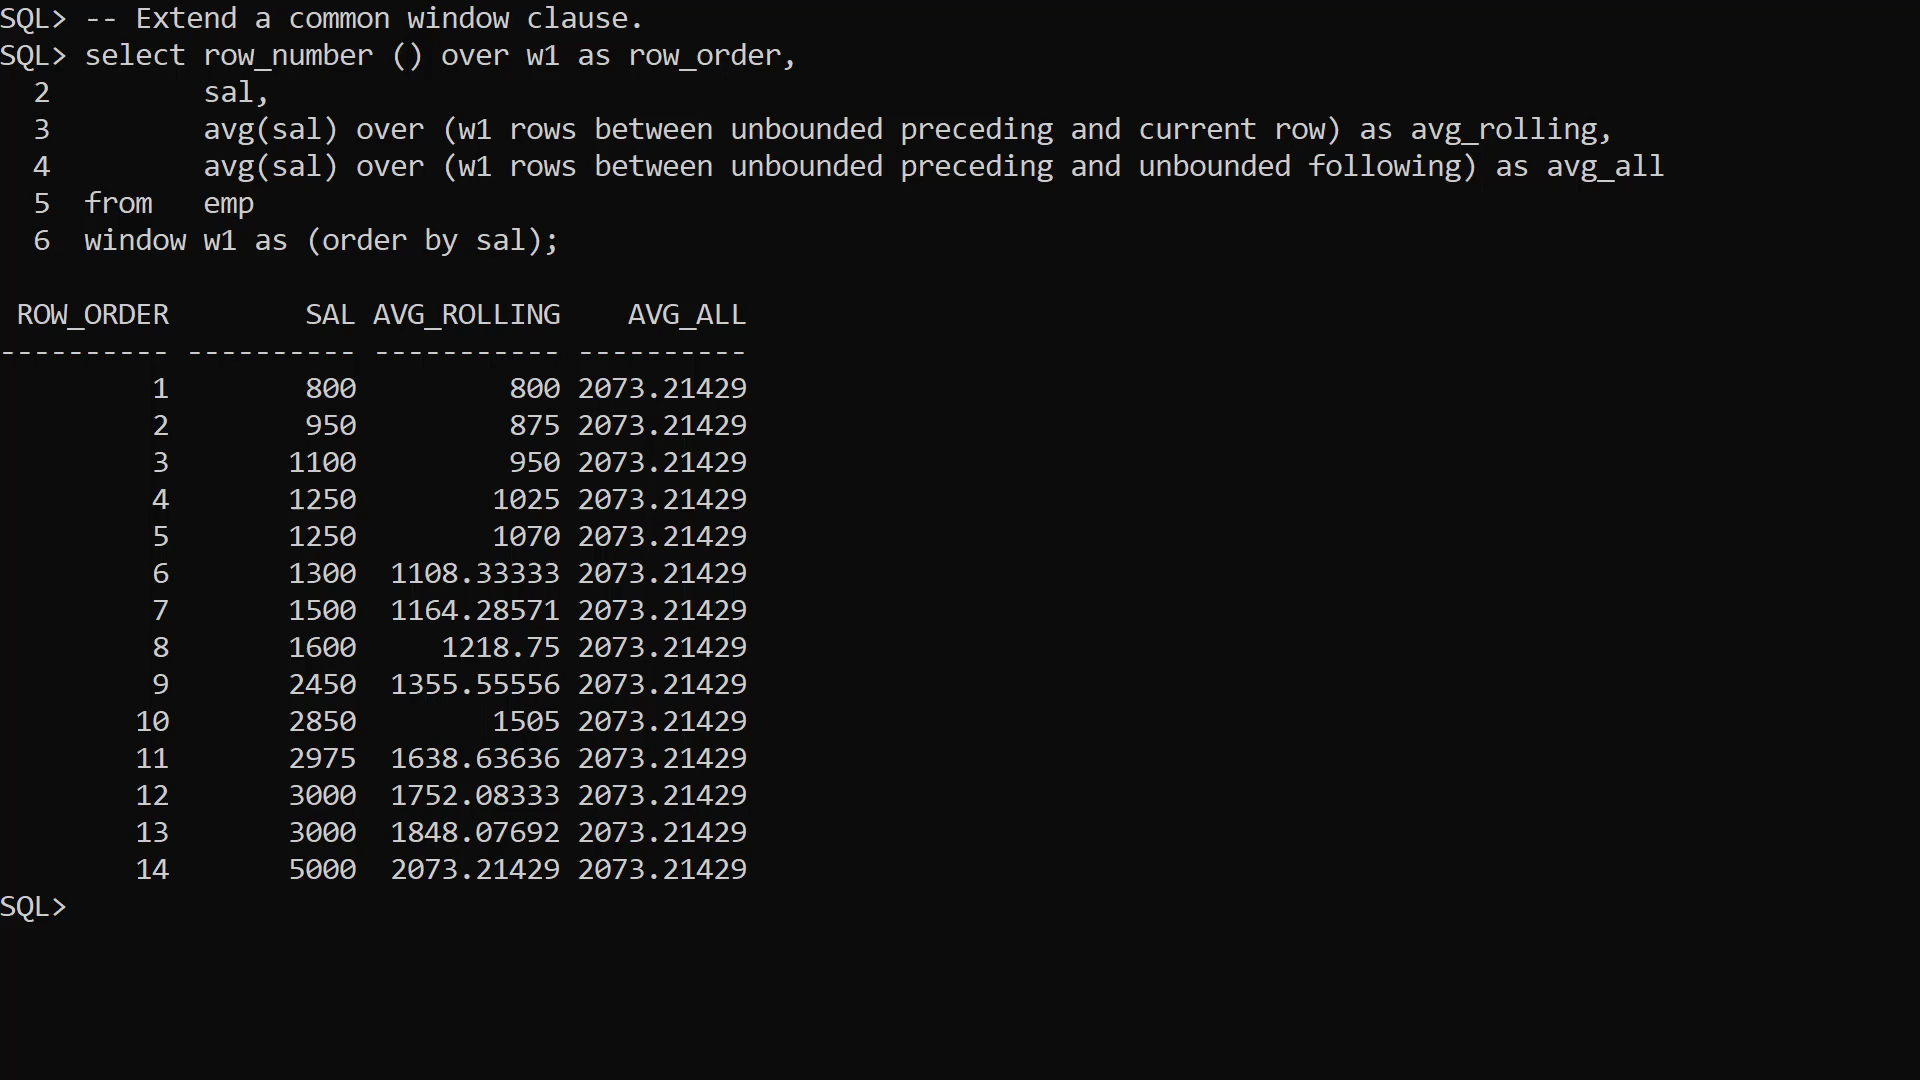 SQL> -- Extend a common window clause.
SQL> select row_number () over w1 as row_order,
  2         sal,
  3         avg(sal) over (w1 rows between unbounded preceding and current row) as avg_rolling,
  4         avg(sal) over (w1 rows between unbounded preceding and unbounded following) as avg_all
  5  from   emp
  6  window w1 as (order by sal);

 ROW_ORDER        SAL AVG_ROLLING    AVG_ALL
---------- ---------- ----------- ----------
         1        800         800 2073.21429
         2        950         875 2073.21429
         3       1100         950 2073.21429
         4       1250        1025 2073.21429
         5       1250        1070 2073.21429
         6       1300  1108.33333 2073.21429
         7       1500  1164.28571 2073.21429
         8       1600     1218.75 2073.21429
         9       2450  1355.55556 2073.21429
        10       2850        1505 2073.21429
        11       2975  1638.63636 2073.21429
        12       3000  1752.08333 2073.21429
        13       3000  1848.07692 2073.21429
        14       5000  2073.21429 2073.21429
SQL>